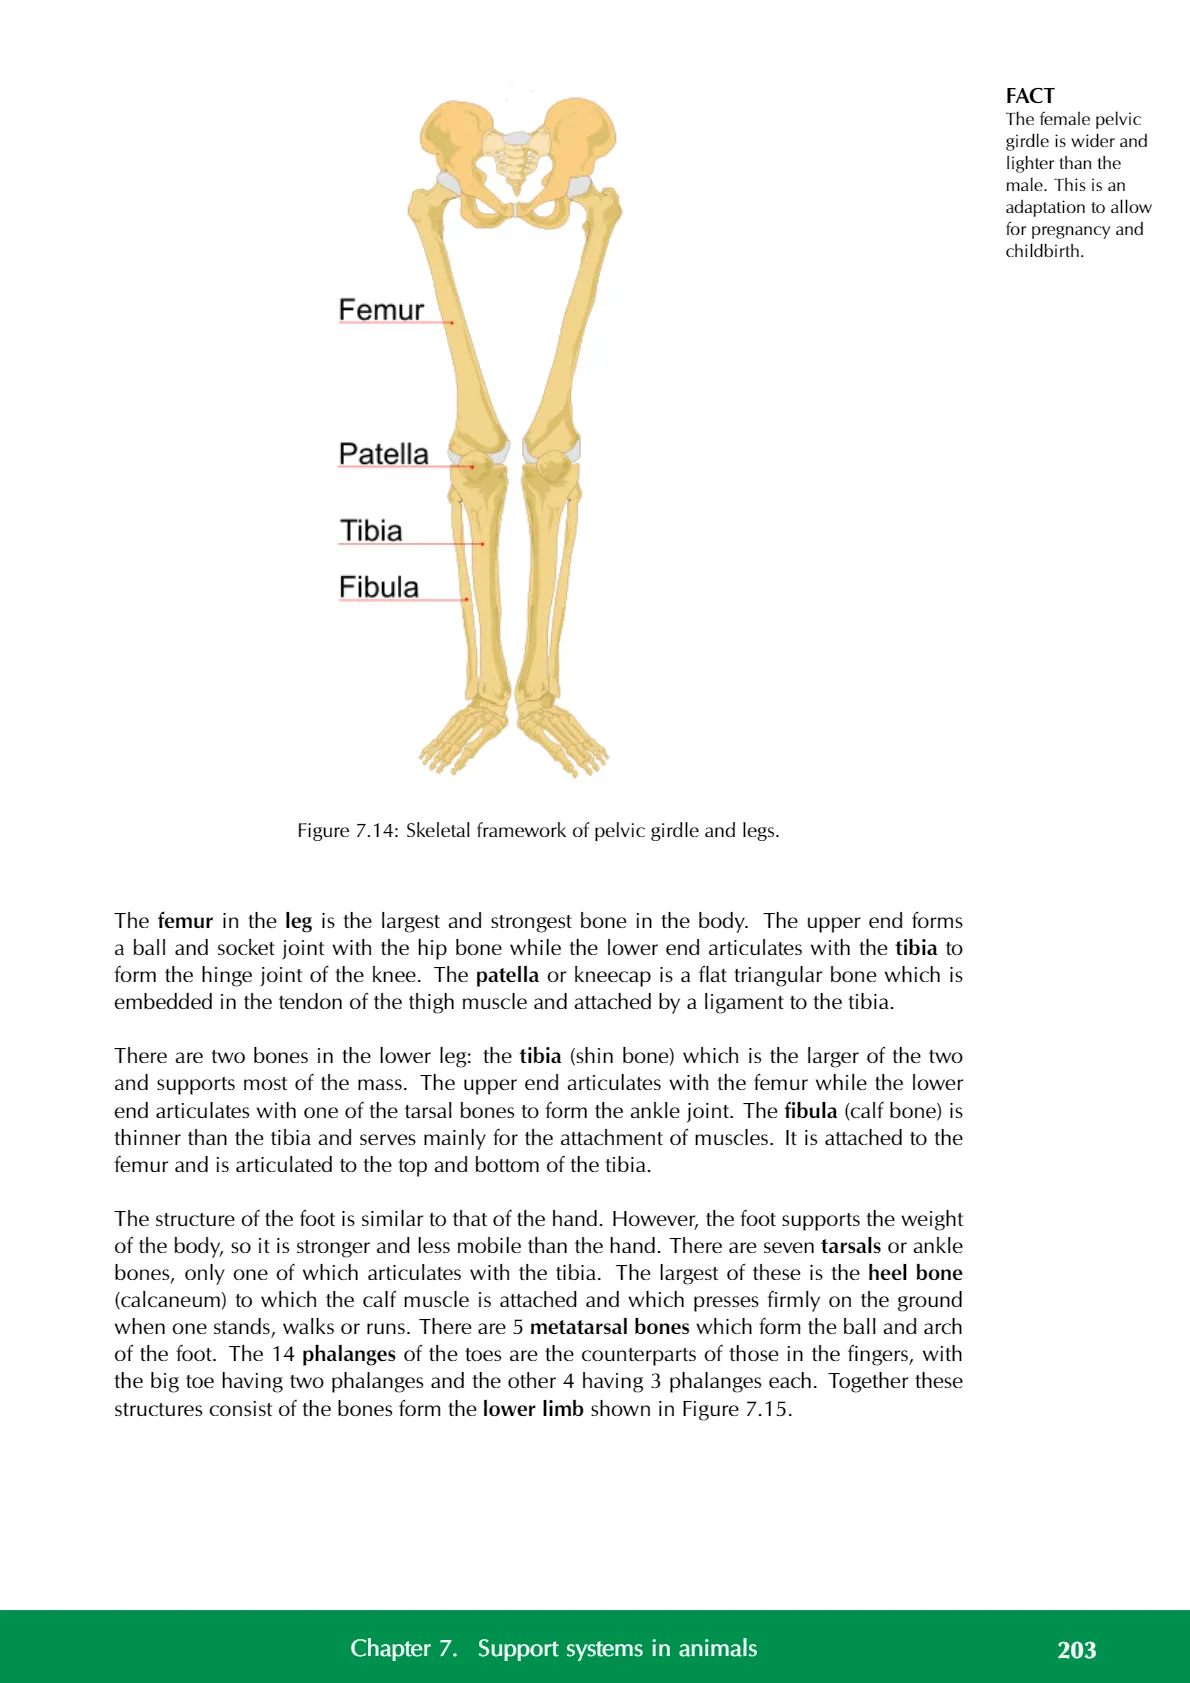 FACT
The female pelvic
girdle is wider and
lighter than the
male. This is an
adaptation to allow
for pregnancy and
childbirth.
Femur
Patella
Tibia
Fibula
Figure 7.14: Skeletal framework of pelvic girdle and legs.
The femur in the leg is the largest and strongest bone in the body. The upper end forms
a ball and socket joint with the hip bone while the lower end articulates with the tibia to
form the hinge joint of the knee. The patella or kneecap is a flat triangular bone which is
embedded in the tendon of the thigh muscle and attached by a ligament to the tibia.
There are two bones in the lower leg: the tibia (shin bone) which is the larger of the two
and supports most of the mass. The upper end articulates with the femur while the lower
end articulates with one of the tarsal bones to form the ankle joint. The fibula (calf bone) is
thinner than the tibia and serves mainly for the attachment of muscles. It is attached to the
femur and is articulated to the top and bottom of the tibia.
The structure of the foot is similar to that of the hand. However, the foot supports the weight
of the body, so it is stronger and less mobile than the hand. There are seven tarsals or ankle
bones, only one of which articulates with the tibia. The largest of these is the heel bone
(calcaneum) to which the calf muscle is attached and which presses firmly on the ground
when one stands, walks or runs. There are 5 metatarsal bones which form the ball and arch
of the foot. The 14 phalanges of the toes are the counterparts of those in the fingers, with
the big toe having two phalanges and the other 4 having 3 phalanges each. Together these
structures consist of the bones form the lower limb shown in Figure 7.15.
Chapter 7. Support systems in animals
203